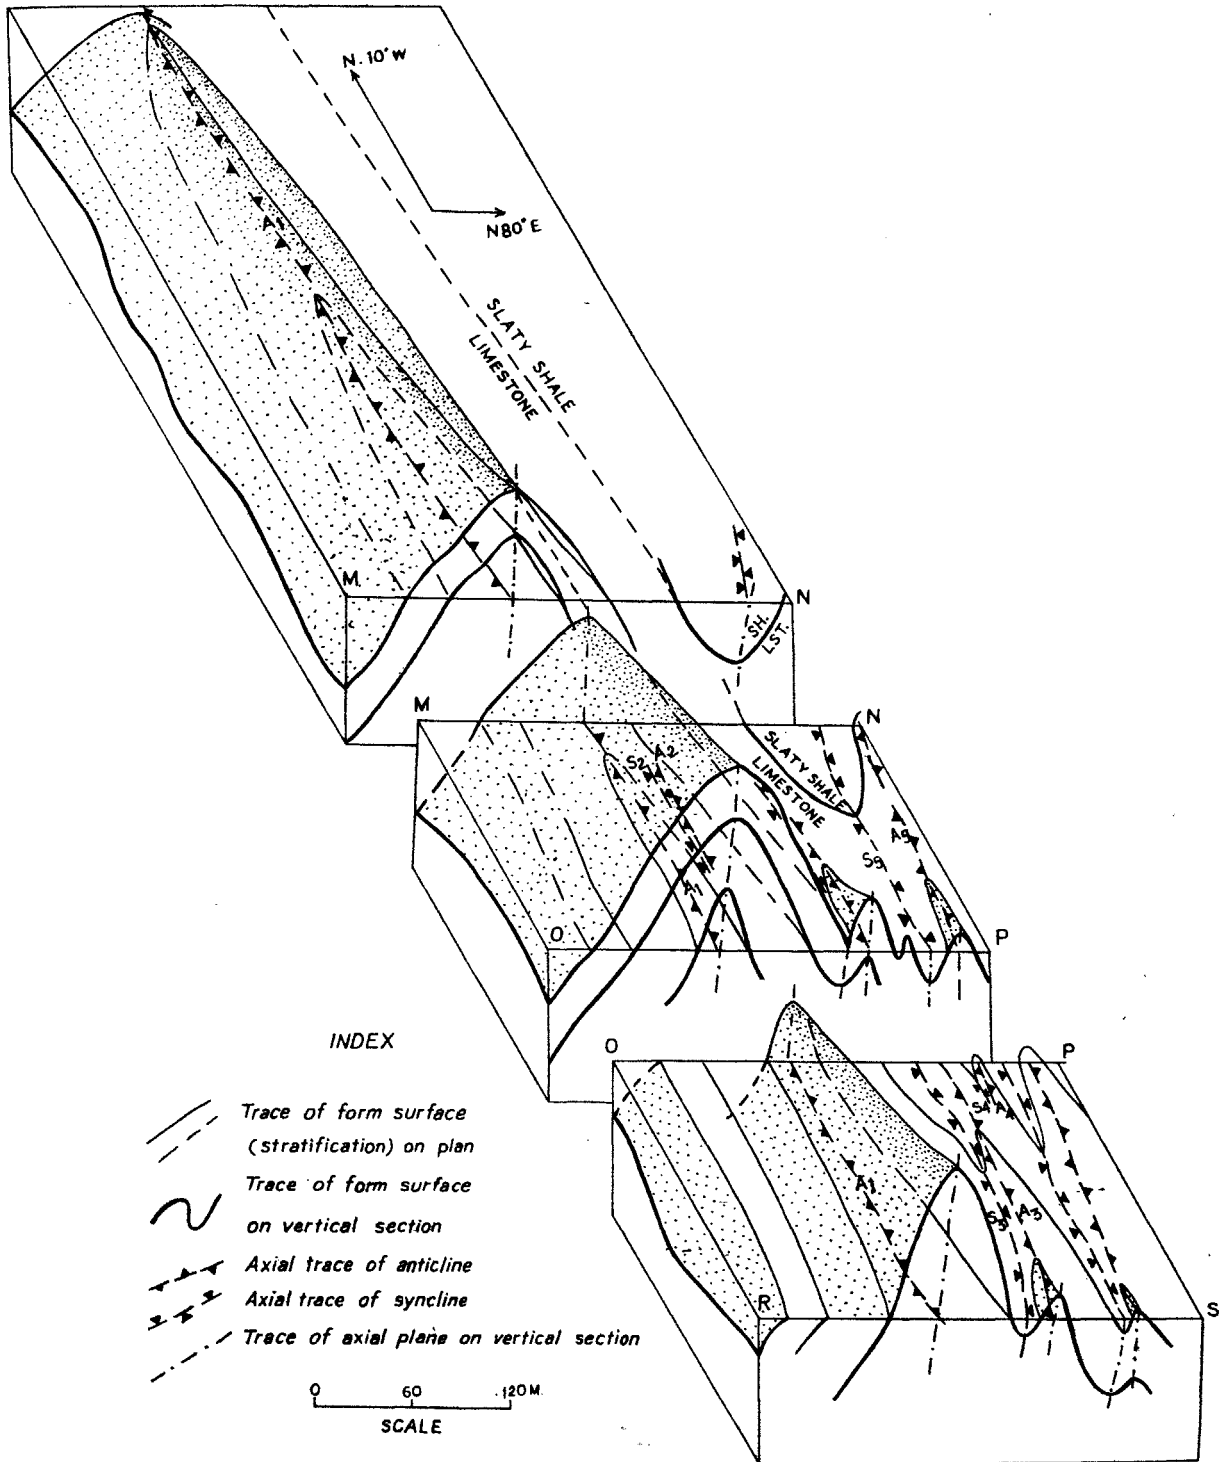 N. 10° W
N 80° E
A1
SLATY SHALE
LIMESTONE
M
N
SH.
LST.
M
N
S2
A2
SLATY SHALE
LIMESTONE
A1
S9
A9
O
P
O
P
S4
A4
A1
S3
A3
R
S
INDEX
Trace of form surface
(stratification) on plan
Trace of form surface
on vertical section
Axial trace of anticline
Axial trace of syncline
Trace of axial plane on vertical section
0 60 120 M.
SCALE